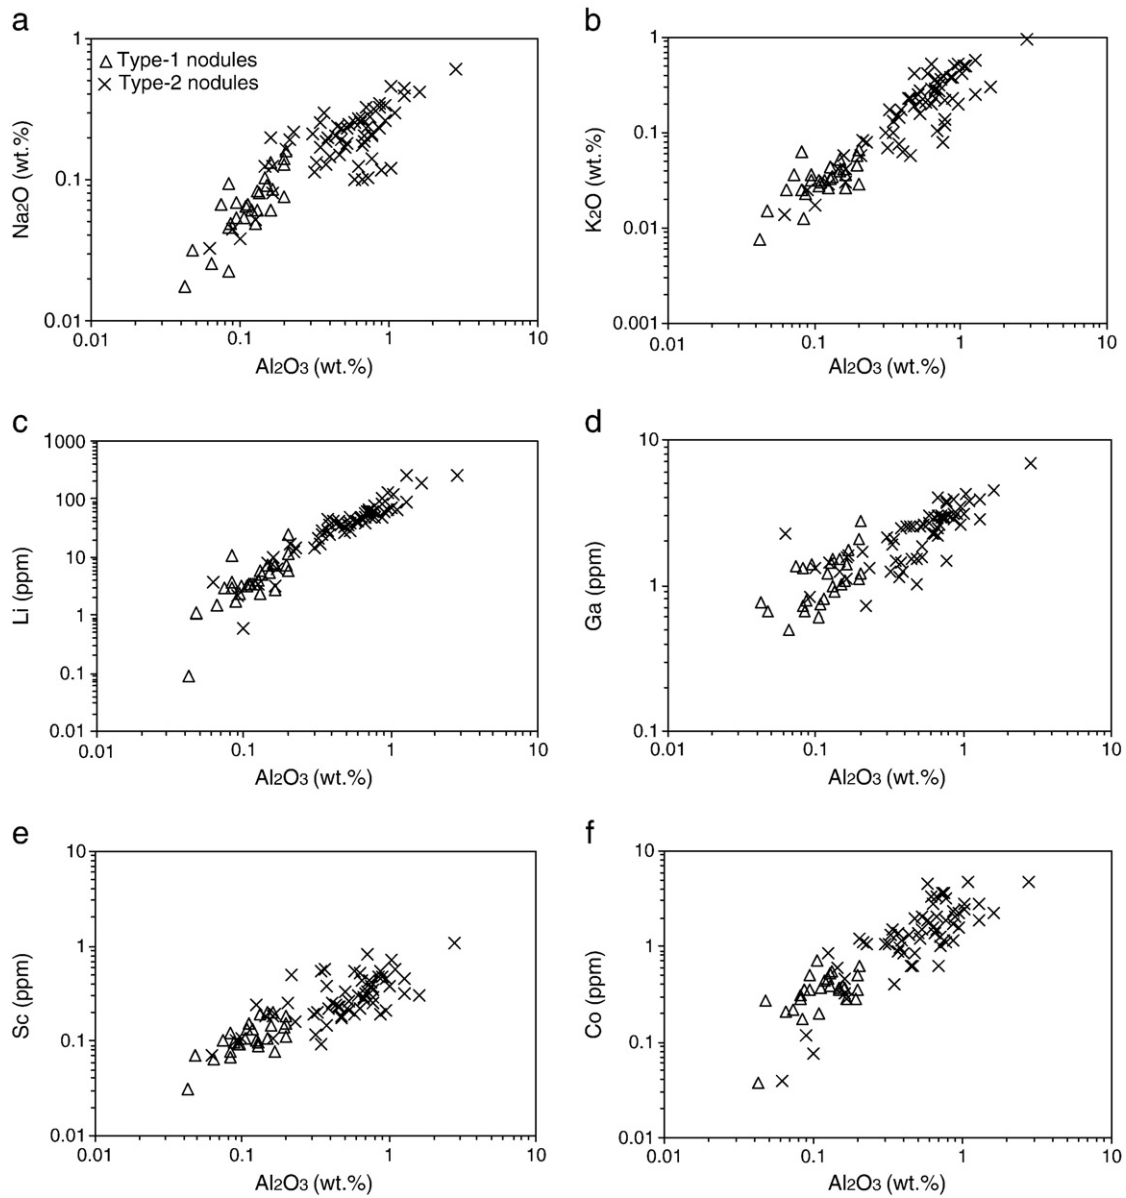 a
1
Type-1 nodules
Type-2 nodules
0.1
0.01
Na2O (wt.%)
0.01
0.1
1
10
Al2O3 (wt.%)
b
1
0.1
0.01
0.001
K2O (wt.%)
0.01
0.1
1
10
Al2O3 (wt.%)
c
1000
100
10
1
0.1
0.01
Li (ppm)
0.01
0.1
1
10
Al2O3 (wt.%)
d
10
1
0.1
Ga (ppm)
0.01
0.1
1
10
Al2O3 (wt.%)
e
10
1
0.1
0.01
Sc (ppm)
0.01
0.1
1
10
Al2O3 (wt.%)
f
10
1
0.1
0.01
Co (ppm)
0.01
0.1
1
10
Al2O3 (wt.%)